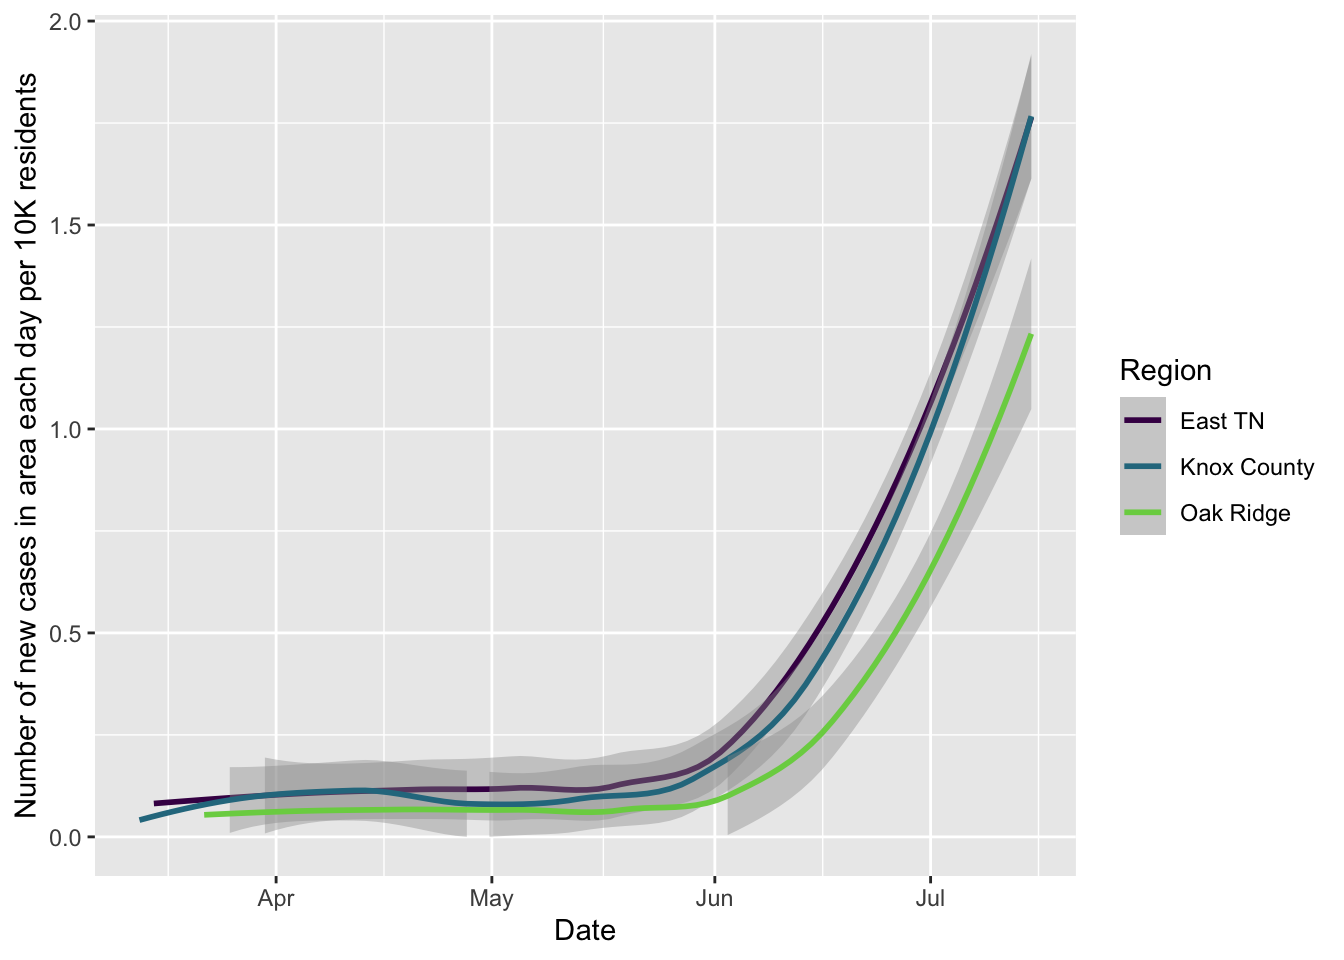 Number of new cases in area each day per 10K residents
2.0
1.5
1.0
0.5
0.0
Apr
May
Jun
Jul
Date
Region
East TN
Knox County
Oak Ridge